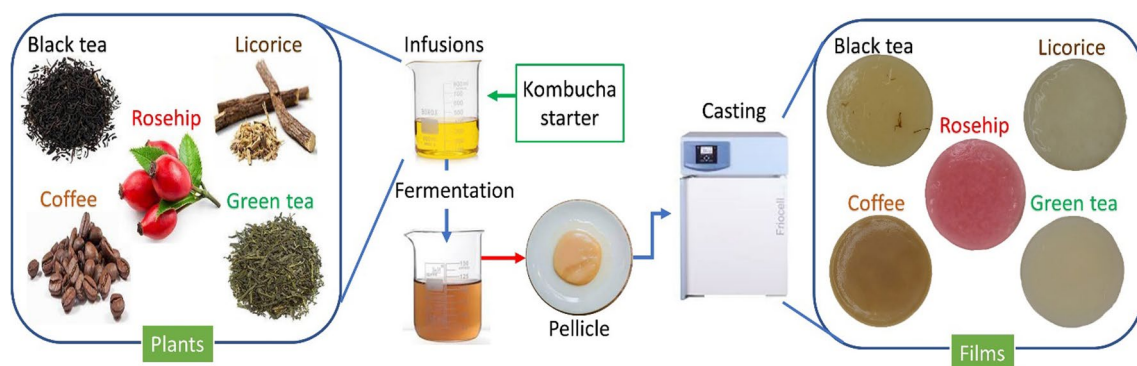 Black tea
Licorice
Rosehip
Coffee
Green tea
Plants
Infusions
Kombucha
starter
Fermentation
Pellicle
Casting
Friocell
Black tea
Licorice
Rosehip
Coffee
Green tea
Films